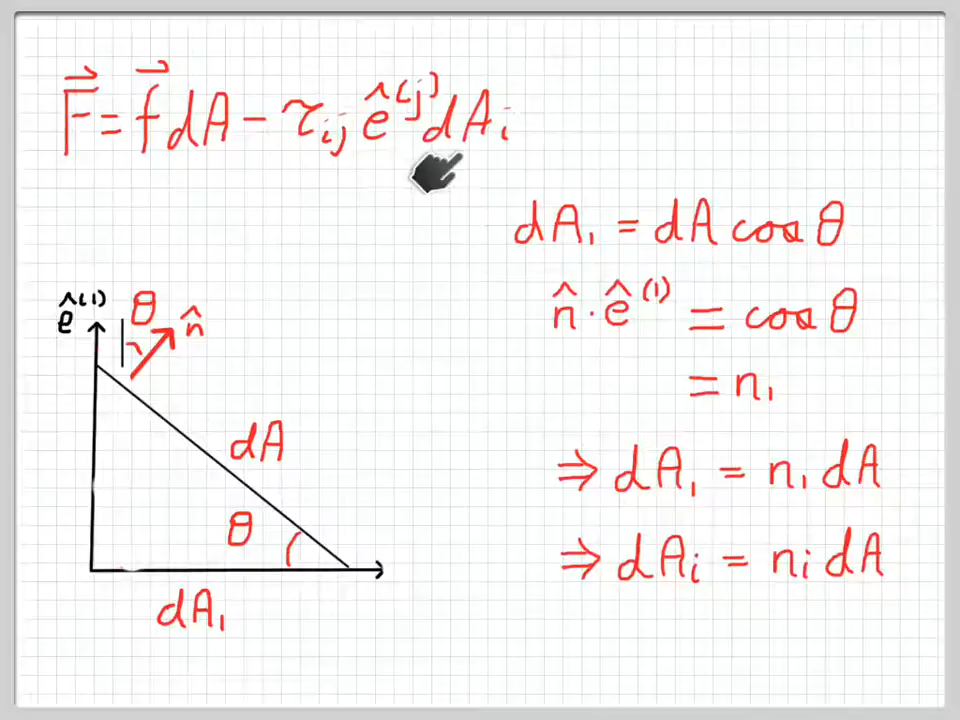 F⃗ = f⃗ dA − τᵢⱼ ê⁽ʲ⁾ dAᵢ
dA₁ = dA cos θ
n̂ · ê⁽¹⁾ = cos θ
= n₁
⇒ dA₁ = n₁ dA
⇒ dAᵢ = nᵢ dA
ê⁽¹⁾
θ
n̂
dA
θ
dA₁